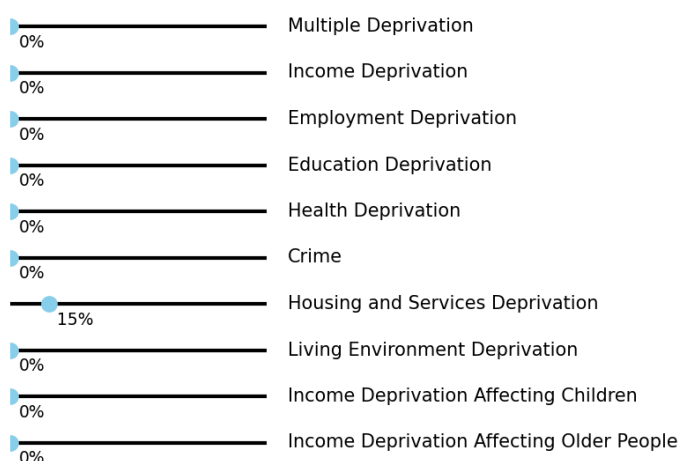 Multiple Deprivation
0%
Income Deprivation
0%
Employment Deprivation
0%
Education Deprivation
0%
Health Deprivation
0%
Crime
0%
Housing and Services Deprivation
15%
Living Environment Deprivation
0%
Income Deprivation Affecting Children
0%
Income Deprivation Affecting Older People
0%